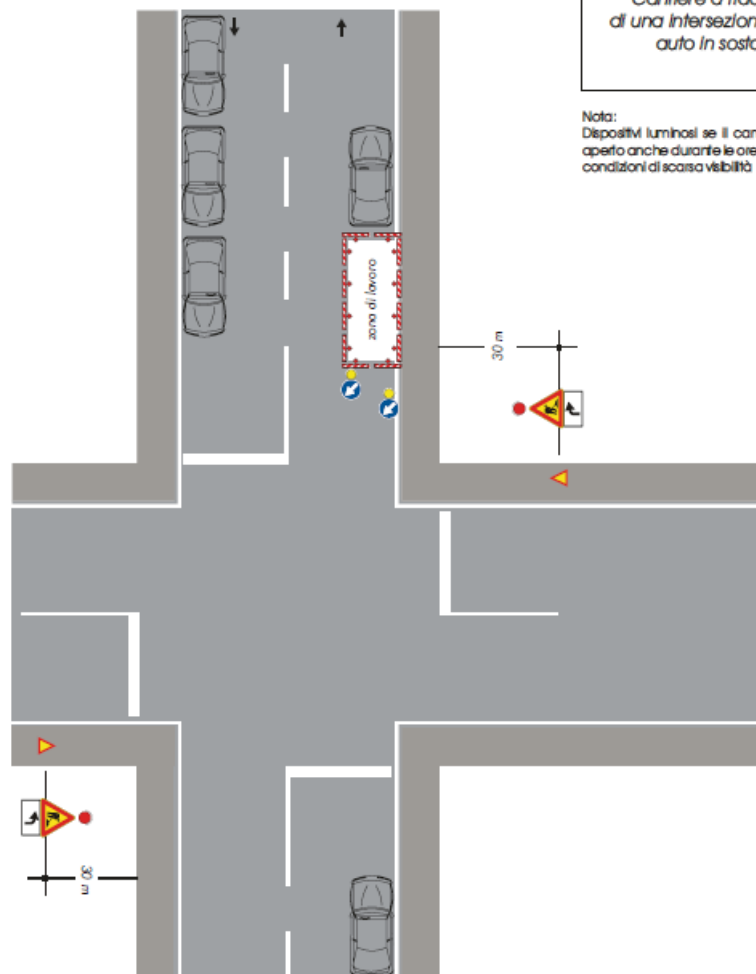 di una intersezion
auto in sosta
Nota:
Dispositivi luminosi se il can
aperto anche durante le ore
condizioni di scarsa visibilità
zona di lavoro
30 m
30 m